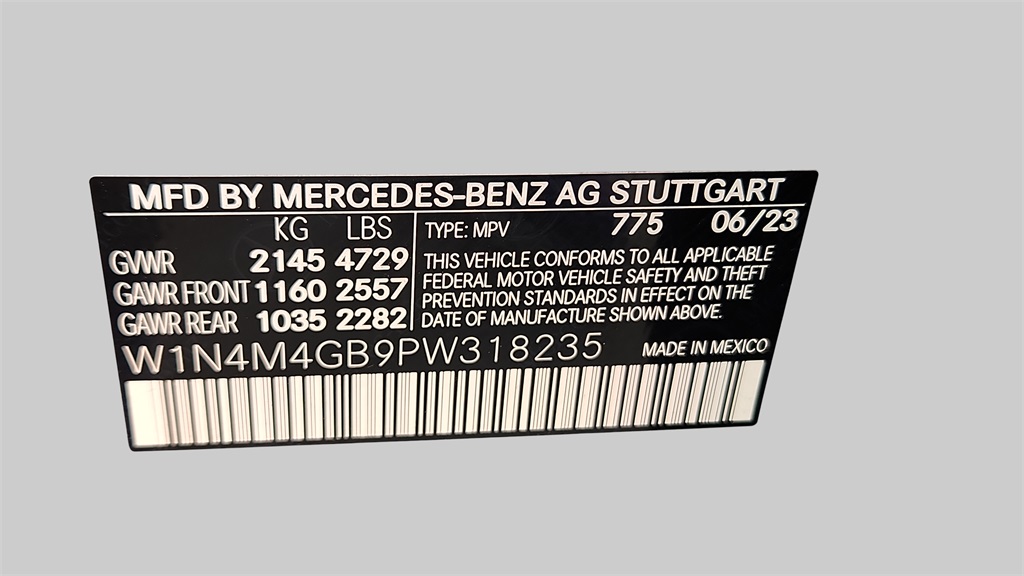 MFD BY MERCEDES-BENZ AG STUTTGART
KG LBS
GVWR 2145 4729
GAWR FRONT 1160 2557
GAWR REAR 1035 2282
TYPE: MPV 775 06/23
THIS VEHICLE CONFORMS TO ALL APPLICABLE
FEDERAL MOTOR VEHICLE SAFETY AND THEFT
PREVENTION STANDARDS IN EFFECT ON THE
DATE OF MANUFACTURE SHOWN ABOVE.
W1N4M4GB9PW318235 MADE IN MEXICO